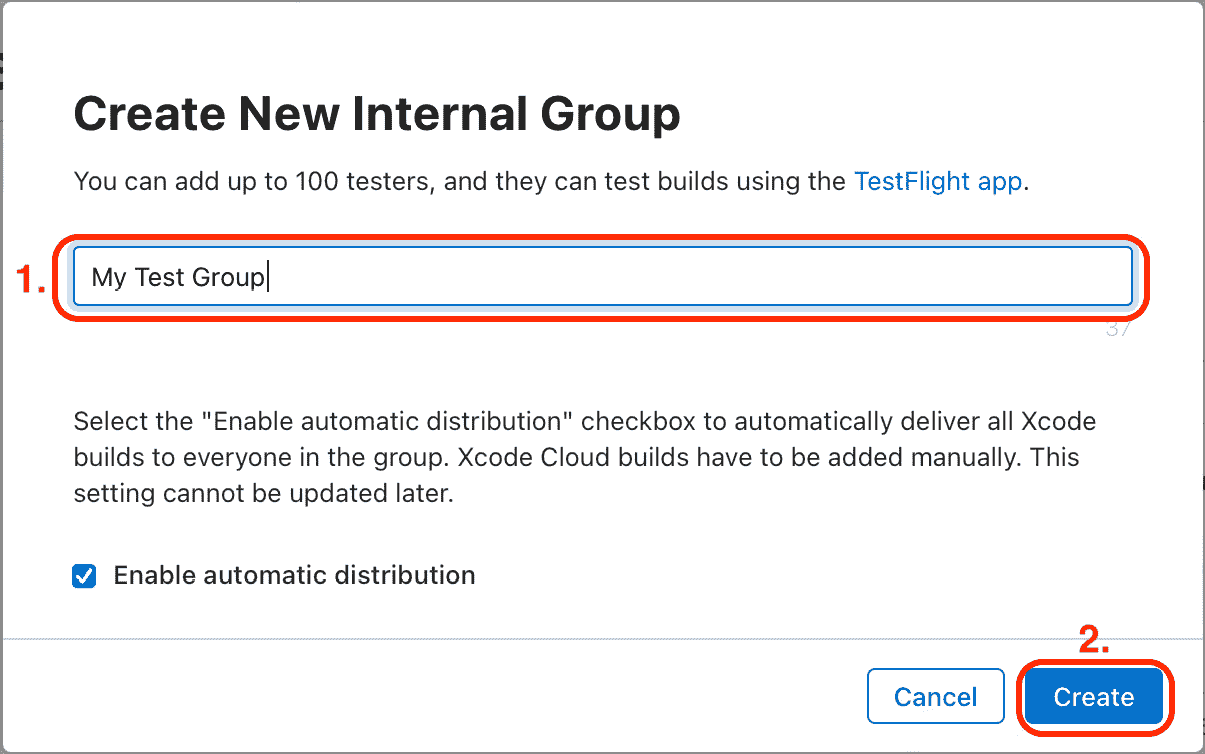 Create New Internal Group
You can add up to 100 testers, and they can test builds using the TestFlight app.
1.
My Test Group
37
Select the "Enable automatic distribution" checkbox to automatically deliver all Xcode
builds to everyone in the group. Xcode Cloud builds have to be added manually. This
setting cannot be updated later.
Enable automatic distribution
2.
Cancel
Create